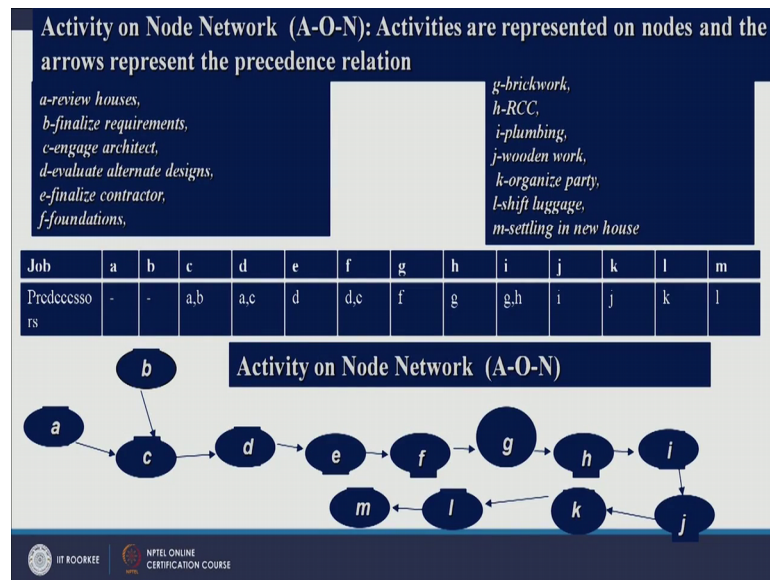 Activity on Node Network (A-O-N): Activities are represented on nodes and the
arrows represent the precedence relation
a-review houses,
b-finalize requirements,
c-engage architect,
d-evaluate alternate designs,
e-finalize contractor,
f-foundations,
g-brickwork,
h-RCC,
i-plumbing,
j-wooden work,
k-organize party,
l-shift luggage,
m-settling in new house
Job a b c d e f g h i j k l m
Predecesso - - a,b a,c d d,e f g g,h i j k l
rs
Activity on Node Network (A-O-N)
b
a
c
d
e
f
g
h
i
m
l
k
j
IIT ROORKEE
NPTEL ONLINE
CERTIFICATION COURSE